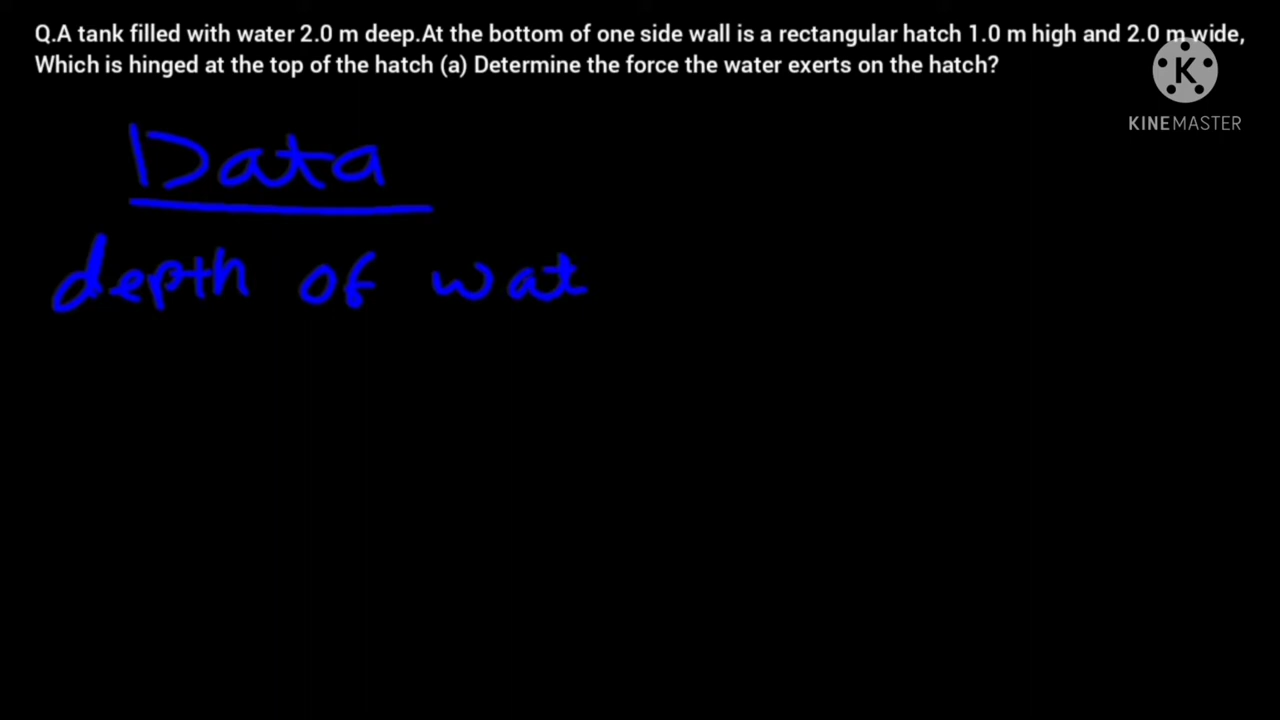 Q.A tank filled with water 2.0 m deep.At the bottom of one side wall is a rectangular hatch 1.0 m high and 2.0 m wide,
Which is hinged at the top of the hatch (a) Determine the force the water exerts on the hatch?
K
KINEMASTER
Data
depth of wat